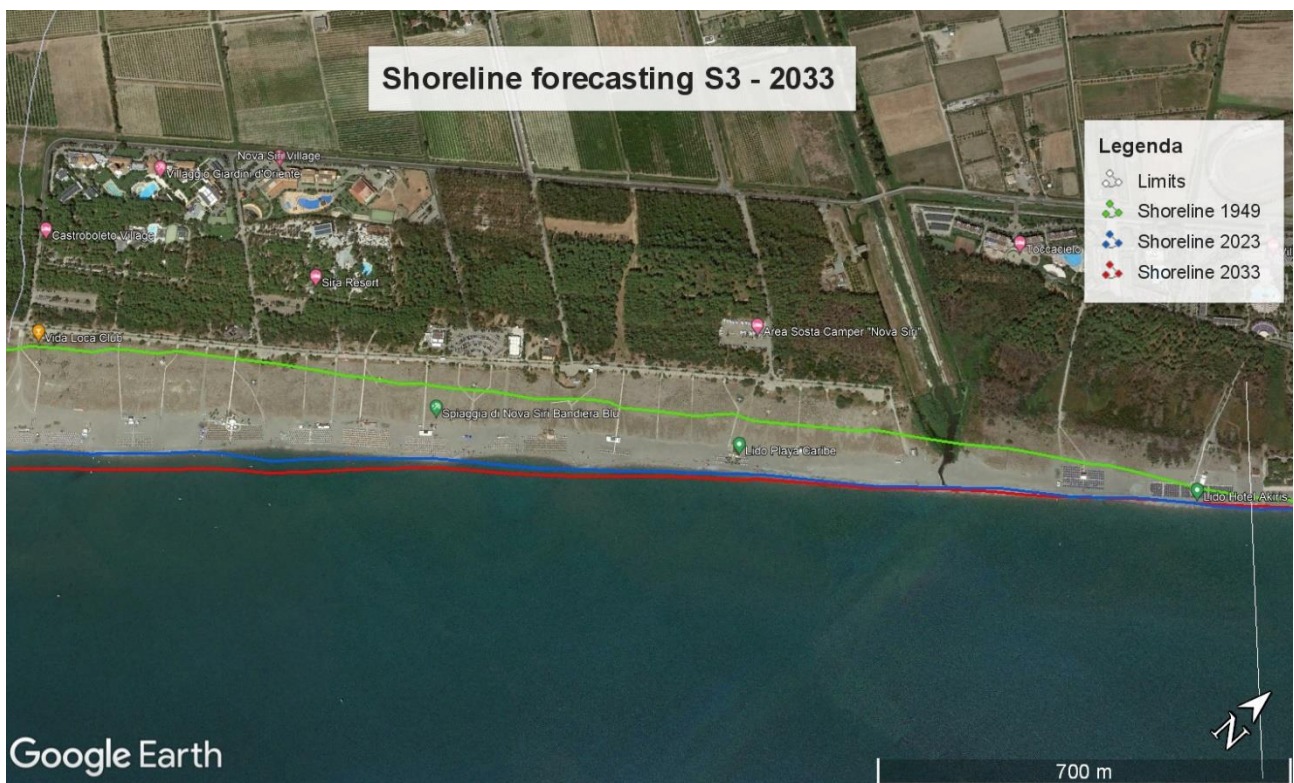 Shoreline forecasting S3 - 2033
Legenda
Limits
Shoreline 1949
Shoreline 2023
Shoreline 2033
Nova Siri Village
Villaggio Giardini d'Oriente
Castroboleto Village
Toccacielo
Sira Resort
Area Sosta Camper "Nova Siri"
Vida Loca Club
Spiaggia di Nova Siri Bandiera Blu
Lido Playa Caribe
Lido Hotel Akiris
N
Google Earth
700 m